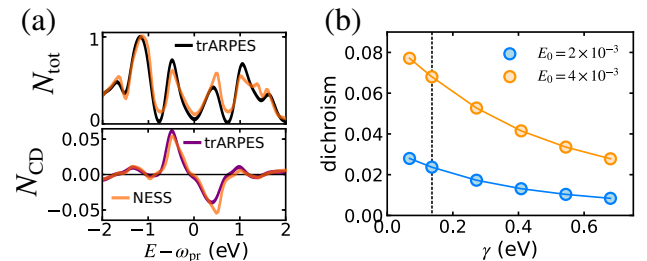 (a)
N_tot
1
0
trARPES
N_CD
0.05
0.00
−0.05
trARPES
NESS
−2 −1 0 1 2
E − ω_pr (eV)
(b)
dichroism
0.08
0.06
0.04
0.02
0.00
E_0 = 2 × 10^−3
E_0 = 4 × 10^−3
0.0 0.2 0.4 0.6
γ (eV)